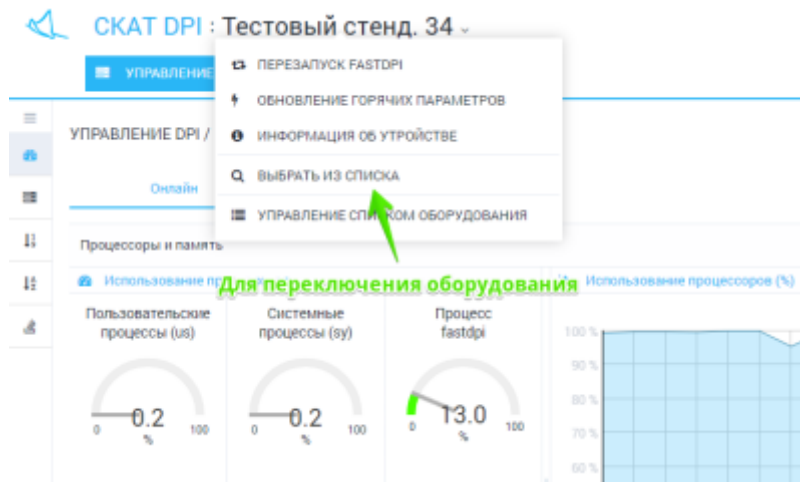 СКАТ DPI : Тестовый стенд. 34
УПРАВЛЕНИЕ
ПЕРЕЗАПУСК FASTDPI
ОБНОВЛЕНИЕ ГОРЯЧИХ ПАРАМЕТРОВ
ИНФОРМАЦИЯ ОБ УТРОЙСТВЕ
ВЫБРАТЬ ИЗ СПИСКА
УПРАВЛЕНИЕ СПИСКОМ ОБОРУДОВАНИЯ
УПРАВЛЕНИЕ DPI /
Онлайн
Процессоры и память
Использование
Для переключения оборудования
Использование процессоров (%)
Пользовательские
процессы (us)
Системные
процессы (sy)
Процесс
fastdpi
0.2
%
0 100
0.2
%
0 100
13.0
%
0 100
100 %
90 %
80 %
70 %
60 %